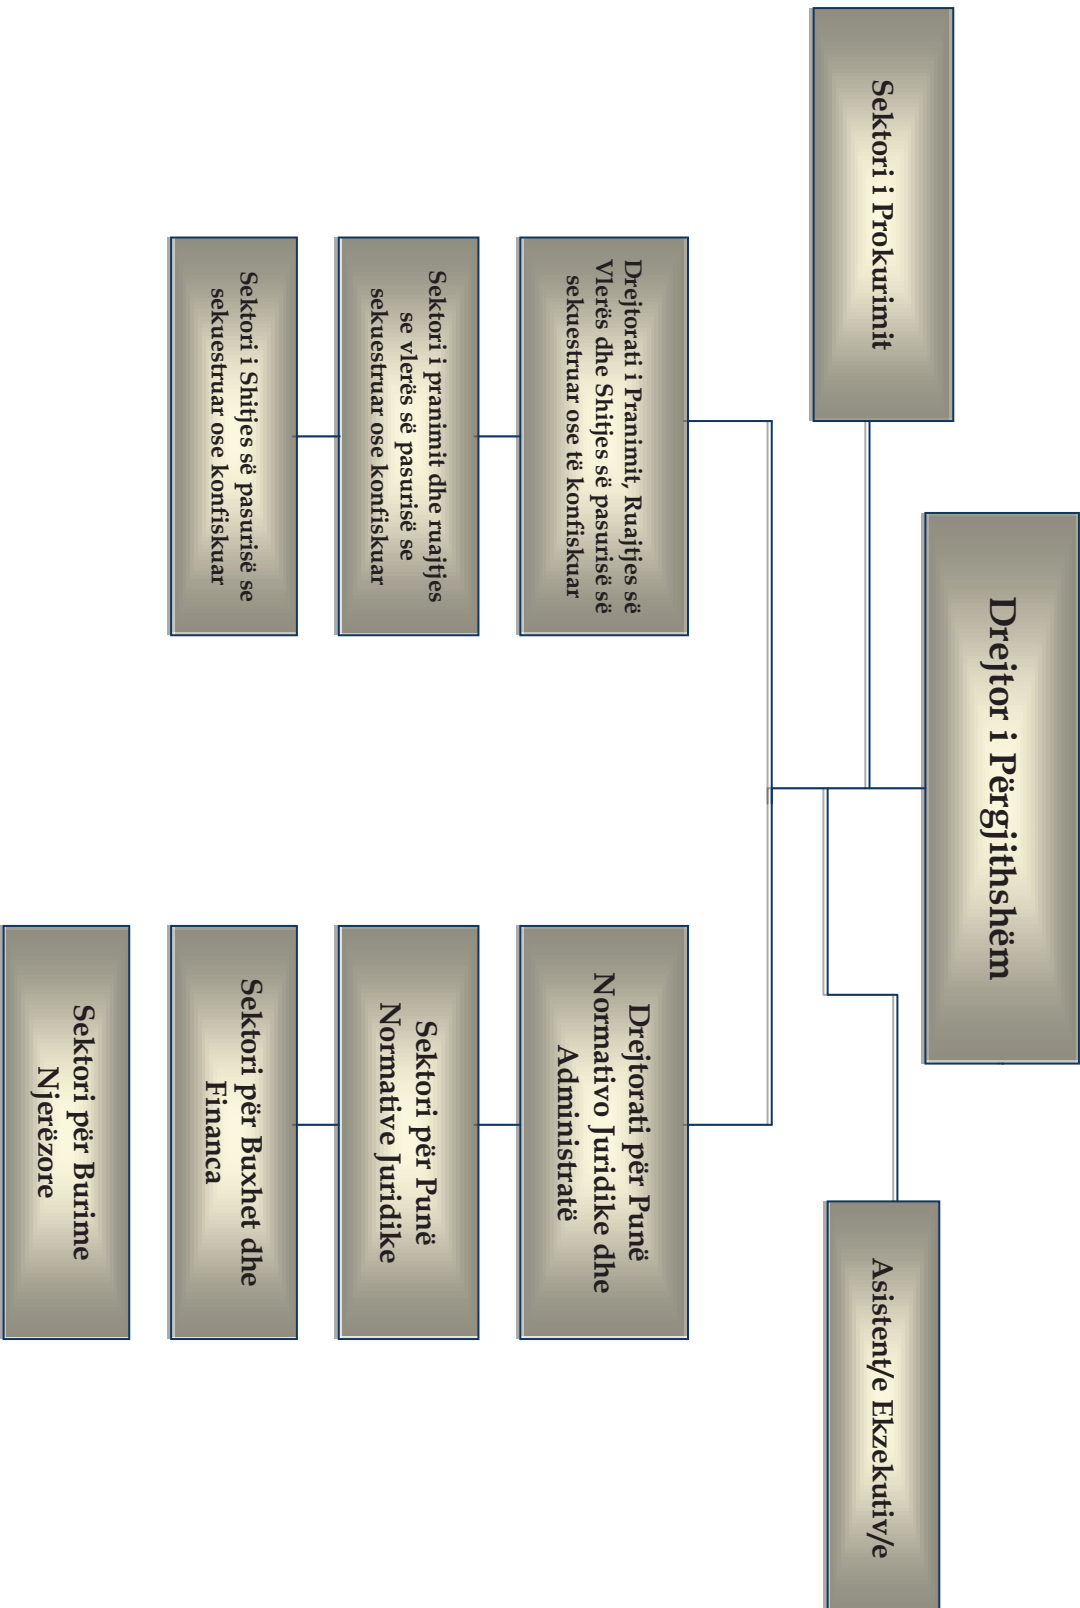 Drejtor i Përgjithshëm
Sektori i Prokurimit
Asistent/e Ekzekutiv/e
Drejtorati i Pranimit, Ruajtjes së
Vlerës dhe Shitjes së pasurisë së
sekuestruar ose të konfiskuar
Sektori i pranimit dhe ruajtjes
se vlerës së pasurisë se
sekuestruar ose konfiskuar
Sektori i Shitjes së pasurisë se
sekuestruar ose konfiskuar
Drejtorati për Punë
Normativo Juridike dhe
Administratë
Sektori për Punë
Normative Juridike
Sektori për Buxhet dhe
Financa
Sektori për Burime
Njerëzore